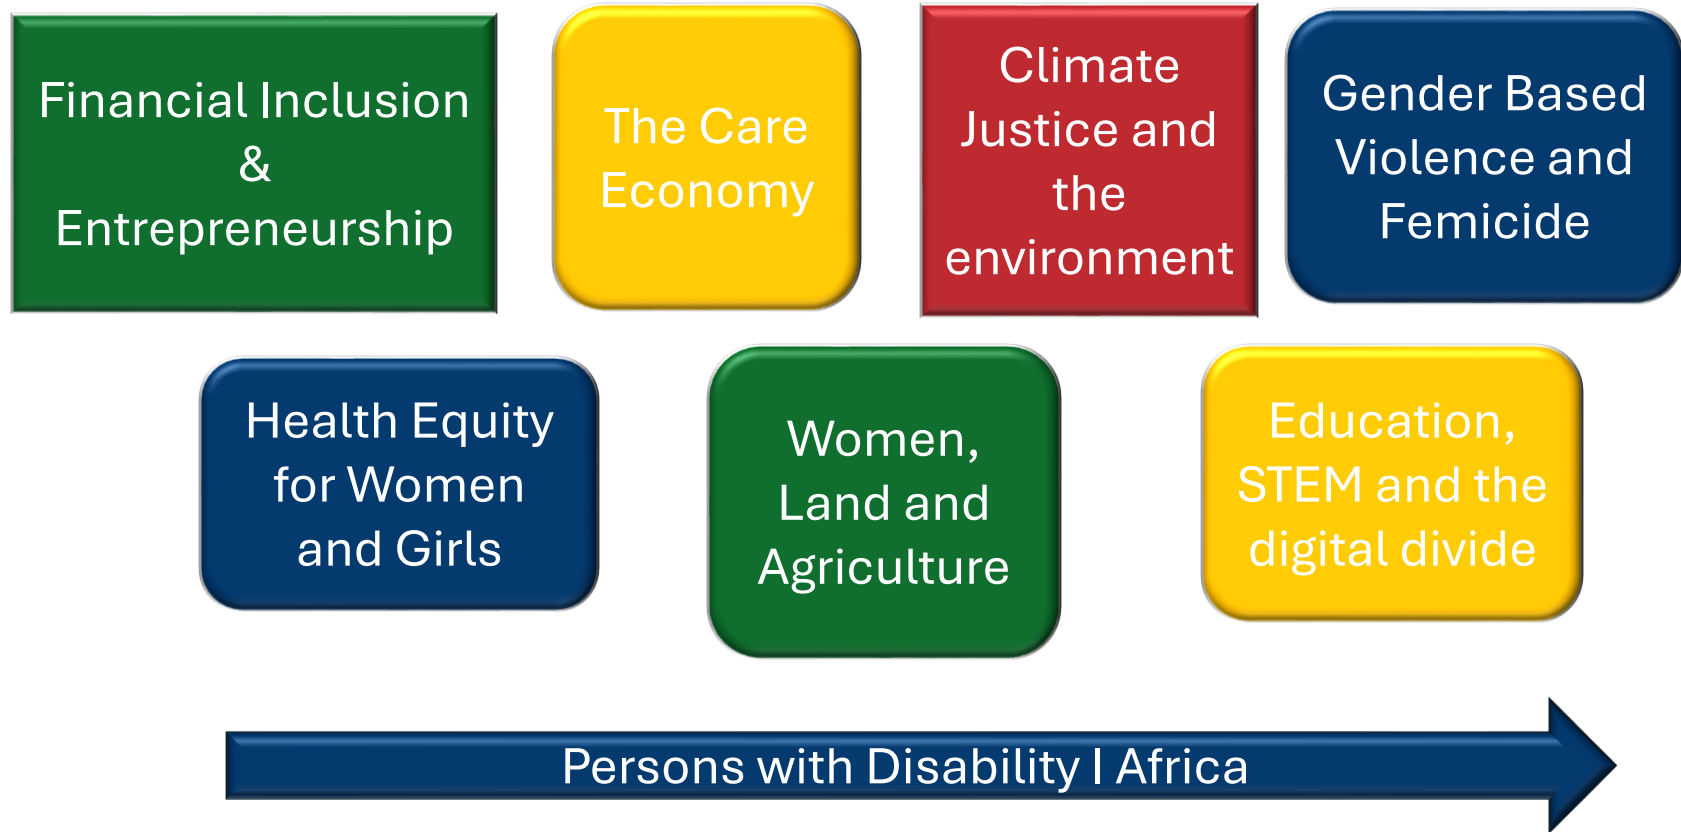 Financial Inclusion
&
Entrepreneurship
The Care
Economy
Climate
Justice and
the
environment
Gender Based
Violence and
Femicide
Health Equity
for Women
and Girls
Women,
Land and
Agriculture
Education,
STEM and the
digital divide
Persons with Disability I Africa